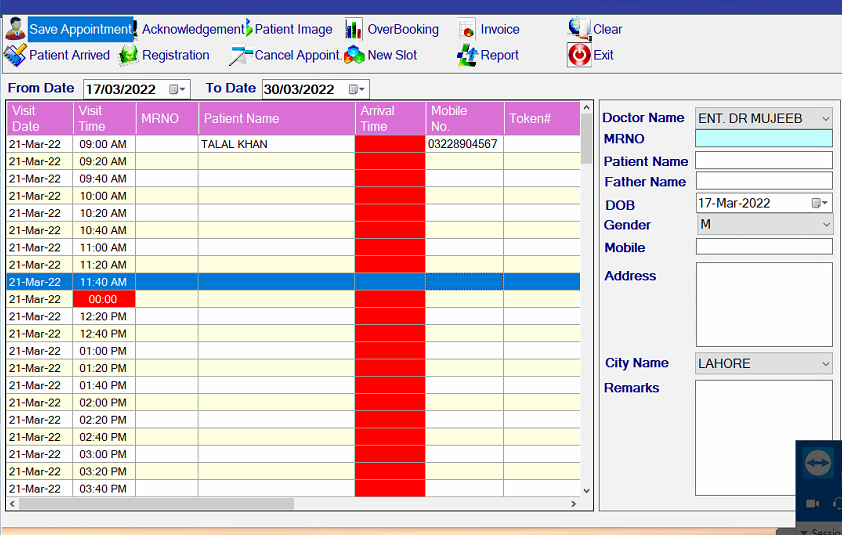 Save Appointment Acknowledgement Patient Image OverBooking Invoice Clear
Patient Arrived Registration Cancel Appoint. New Slot Report Exit
From Date 17/03/2022 To Date 30/03/2022
Visit Date Visit Time MRNO Patient Name Arrival Time Mobile No. Token#
21-Mar-22 09:00 AM TALAL KHAN 03228904567
21-Mar-22 09:20 AM
21-Mar-22 09:40 AM
21-Mar-22 10:00 AM
21-Mar-22 10:20 AM
21-Mar-22 10:40 AM
21-Mar-22 11:00 AM
21-Mar-22 11:20 AM
21-Mar-22 11:40 AM
21-Mar-22 00:00
21-Mar-22 12:20 PM
21-Mar-22 12:40 PM
21-Mar-22 01:00 PM
21-Mar-22 01:20 PM
21-Mar-22 01:40 PM
21-Mar-22 02:00 PM
21-Mar-22 02:20 PM
21-Mar-22 02:40 PM
21-Mar-22 03:00 PM
21-Mar-22 03:20 PM
21-Mar-22 03:40 PM
Doctor Name ENT. DR MUJEEB
MRNO
Patient Name
Father Name
DOB 17-Mar-2022
Gender M
Mobile
Address
City Name LAHORE
Remarks